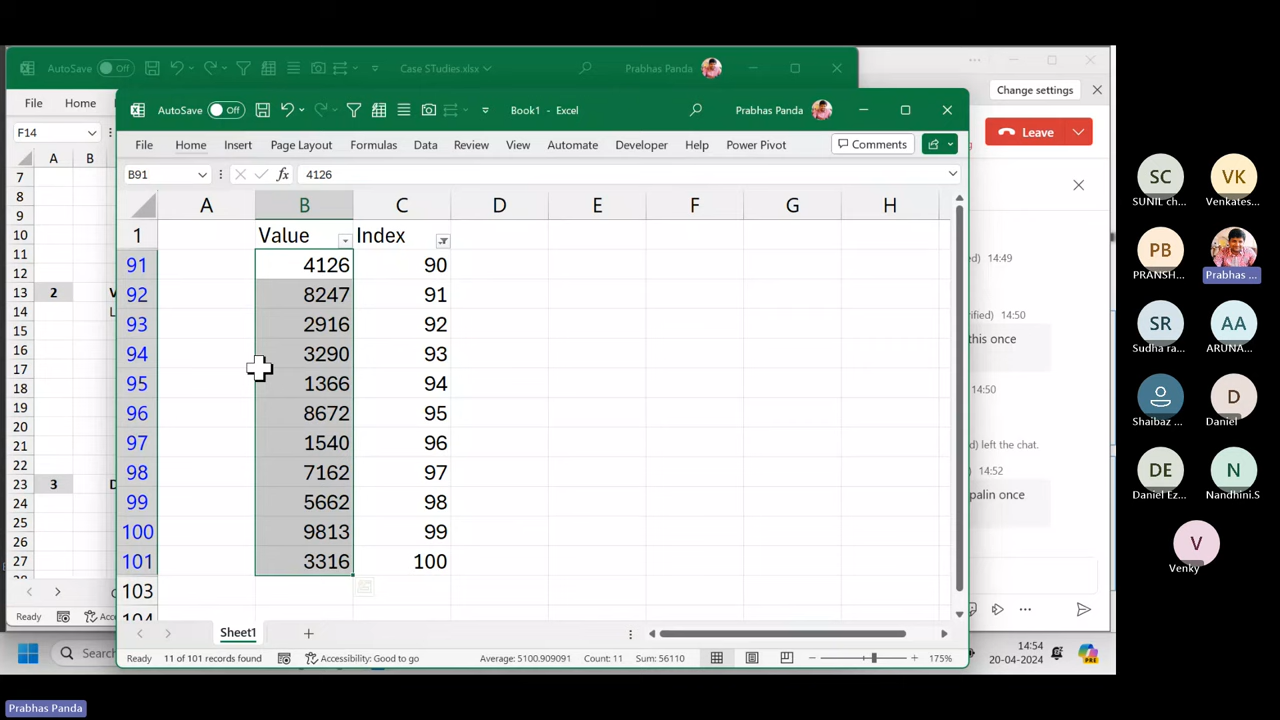 AutoSave Off Case STudies.xlsx Prabhas Panda
File Home
F14
A B
7
8
9
10
11
12
13 2 V
14 L
15
16
17
18
19
20
21
22
23 3 D
24
25
26
27
Ready Acc
AutoSave Off Book1 - Excel Prabhas Panda
File Home Insert Page Layout Formulas Data Review View Automate Developer Help Power Pivot Comments
B91 fx 4126
A B C D E F G H
1 Value Index
91 4126 90
92 8247 91
93 2916 92
94 3290 93
95 1366 94
96 8672 95
97 1540 96
98 7162 97
99 5662 98
100 9813 99
101 3316 100
103
Sheet1
Ready 11 of 101 records found Accessibility: Good to go Average: 5100.909091 Count: 11 Sum: 56110 175%
Change settings
Leave
14:49
ified) 14:50
this once
14:50
) left the chat.
) 14:52
palin once
Search
14:54
20-04-2024
SC VK
SUNIL ch... Venkates...
PB
PRANSH... Prabhas ...
SR AA
Sudha ra... ARUNA...
D
Shaibaz ... Daniel
DE N
Daniel Ez... Nandhini.S
V
Venky
Prabhas Panda